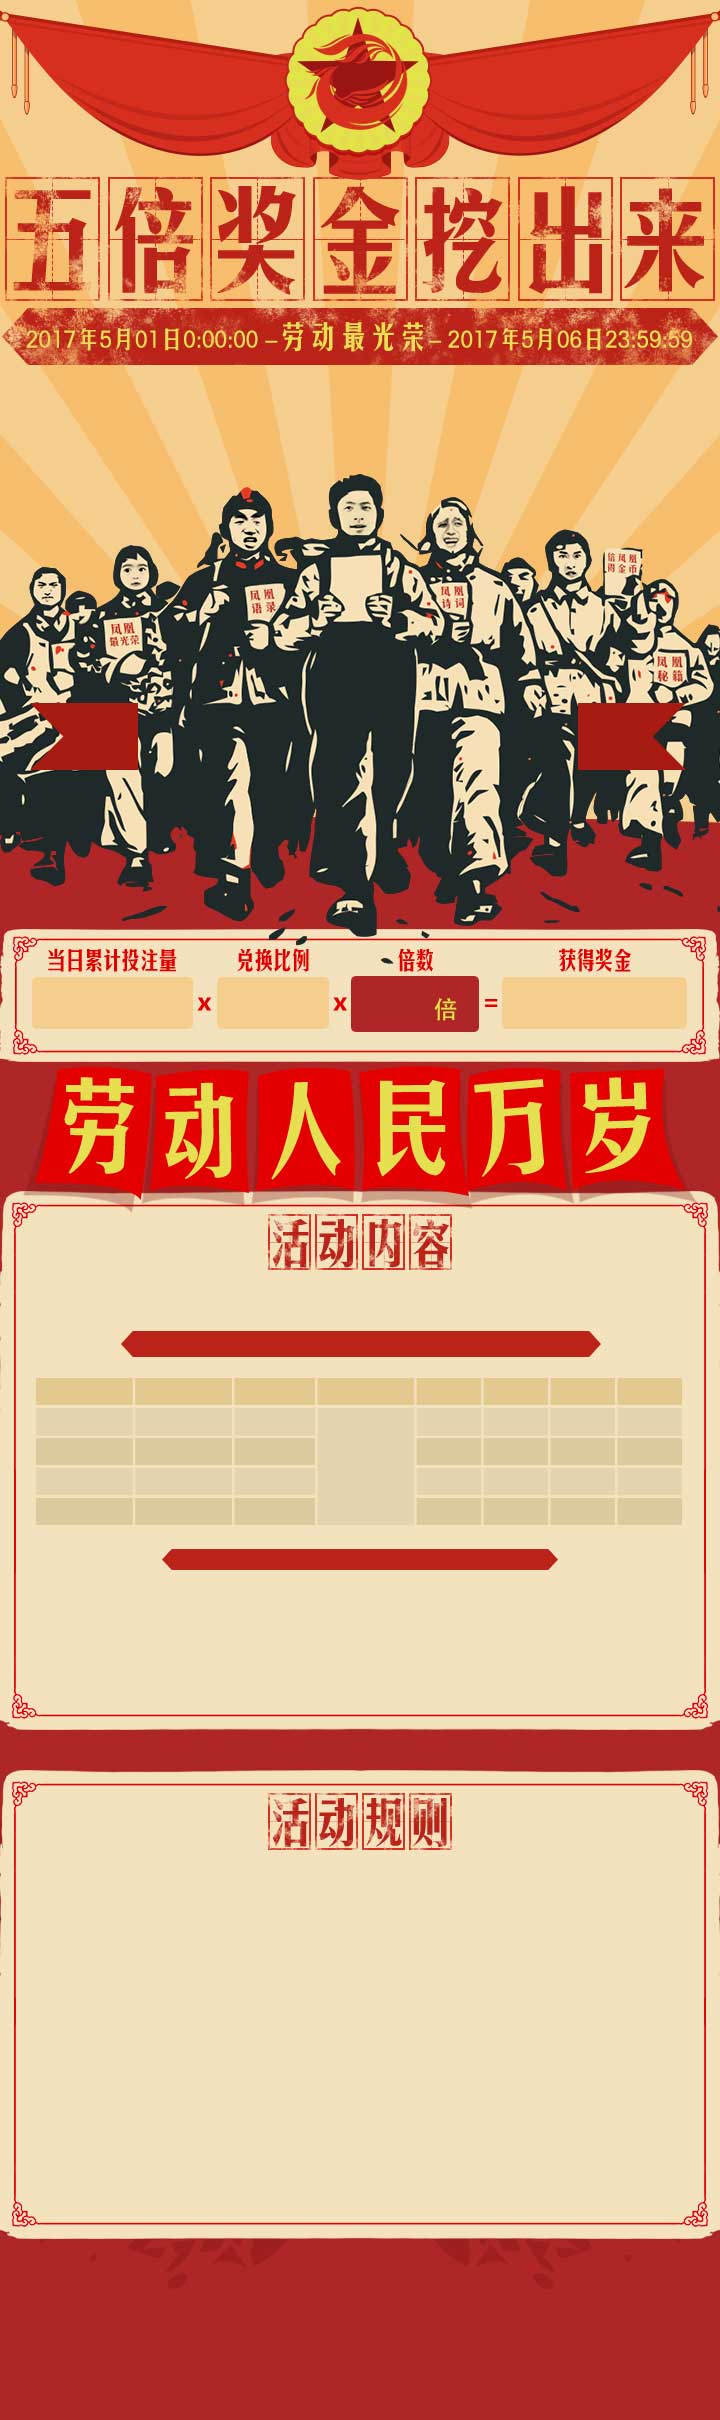 五倍奖金挖出来
2017年5月01日0:00:00 –劳动最光荣– 2017年5月06日23:59:59
信凤凰
得金币
凤凰
语录
凤凰
诗词
凤凰
最光荣
凤凰
秘籍
当日累计投注量 兑换比例 倍数 获得奖金
x x 倍 =
劳动人民万岁
活动内容
活动规则